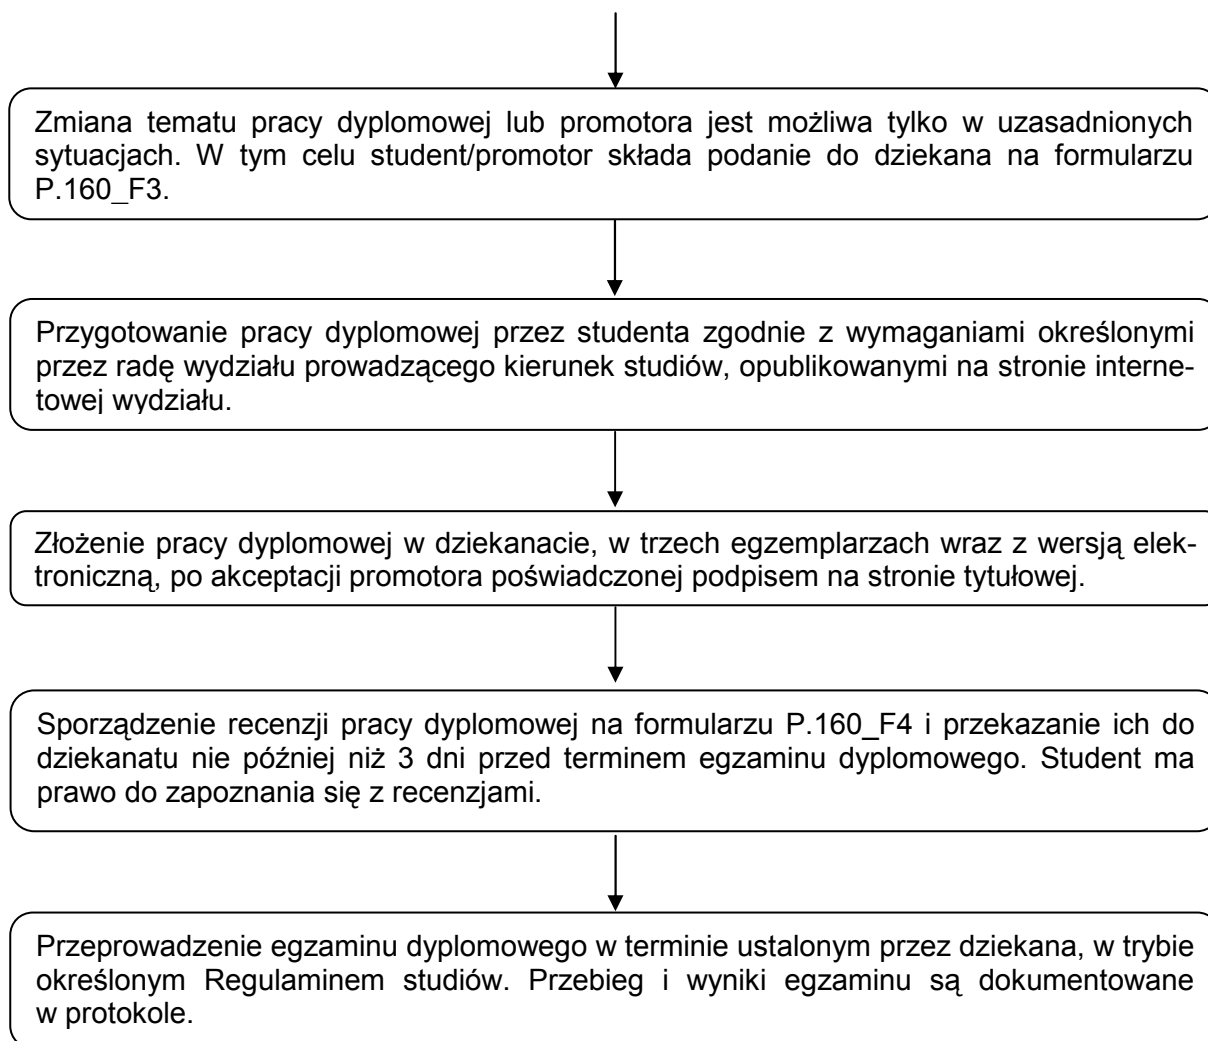 Zmiana tematu pracy dyplomowej lub promotora jest możliwa tylko w uzasadnionych
sytuacjach. W tym celu student/promotor składa podanie do dziekana na formularzu
P.160_F3.
Przygotowanie pracy dyplomowej przez studenta zgodnie z wymaganiami określonymi
przez radę wydziału prowadzącego kierunek studiów, opublikowanymi na stronie interne-
towej wydziału.
Złożenie pracy dyplomowej w dziekanacie, w trzech egzemplarzach wraz z wersją elek-
troniczną, po akceptacji promotora poświadczonej podpisem na stronie tytułowej.
Sporządzenie recenzji pracy dyplomowej na formularzu P.160_F4 i przekazanie ich do
dziekanatu nie później niż 3 dni przed terminem egzaminu dyplomowego. Student ma
prawo do zapoznania się z recenzjami.
Przeprowadzenie egzaminu dyplomowego w terminie ustalonym przez dziekana, w trybie
określonym Regulaminem studiów. Przebieg i wyniki egzaminu są dokumentowane
w protokole.